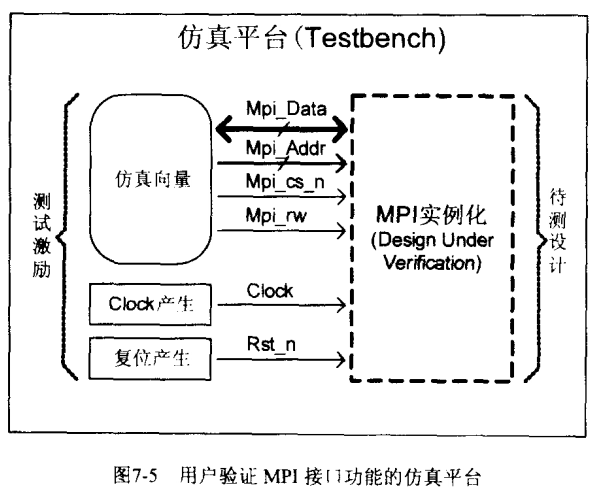 仿真平台(Testbench)
测试激励
仿真向量
Mpi_Data
Mpi_Addr
Mpi_cs_n
Mpi_rw
Clock产生
Clock
复位产生
Rst_n
MPI实例化
(Design Under
Verification)
待测设计
图7-5 用户验证 MPI 接口功能的仿真平台